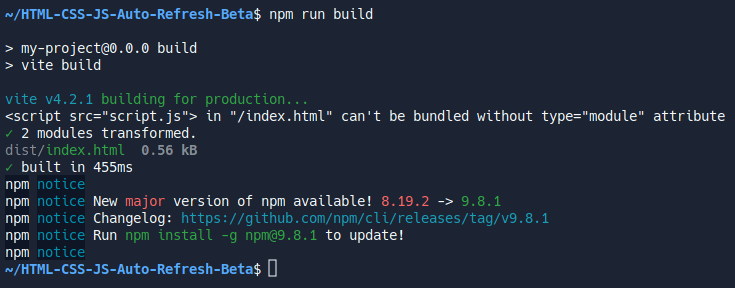 ~/HTML-CSS-JS-Auto-Refresh-Beta$ npm run build
> my-project@0.0.0 build
> vite build
vite v4.2.1 building for production...
<script src="script.js"> in "/index.html" can't be bundled without type="module" attribute
✓ 2 modules transformed.
dist/index.html  0.56 kB
✓ built in 455ms
npm notice
npm notice New major version of npm available! 8.19.2 -> 9.8.1
npm notice Changelog: https://github.com/npm/cli/releases/tag/v9.8.1
npm notice Run npm install -g npm@9.8.1 to update!
npm notice
~/HTML-CSS-JS-Auto-Refresh-Beta$